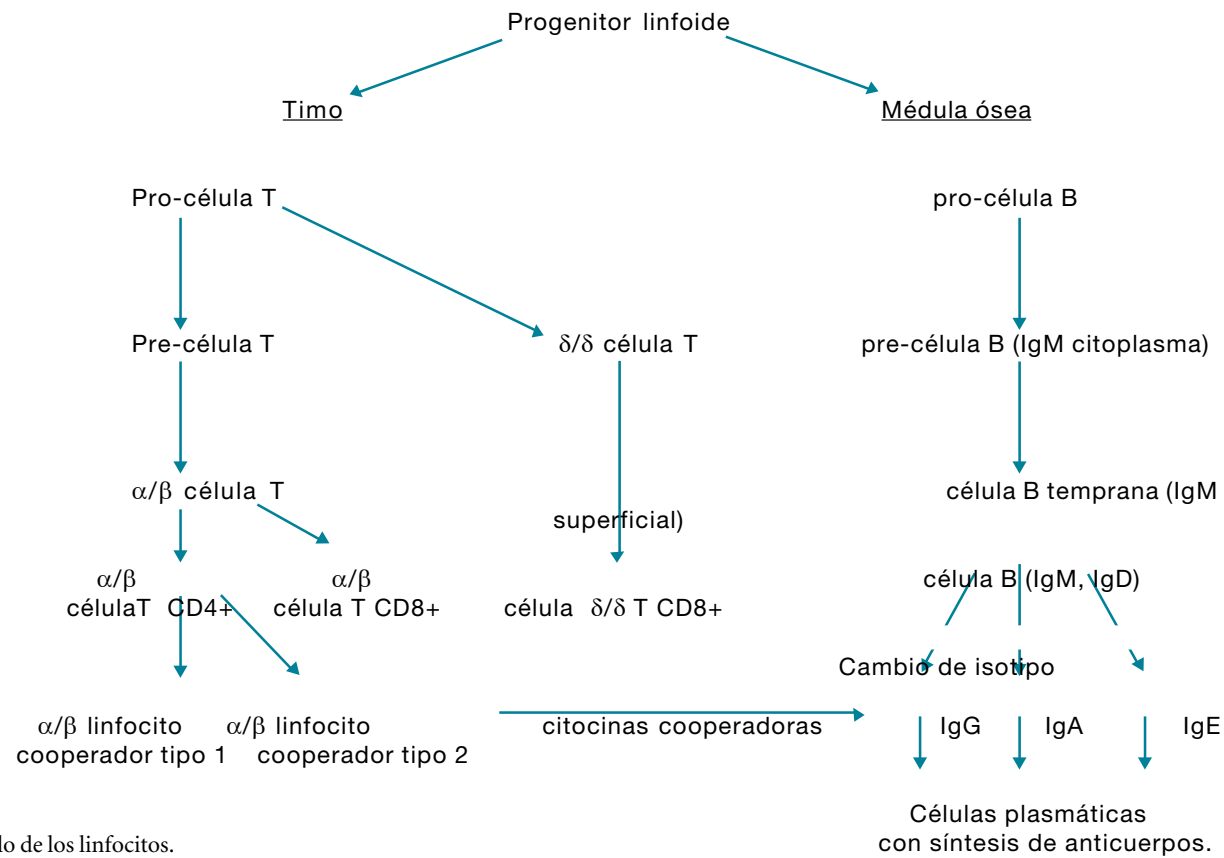 Progenitor linfoide
Timo
Médula ósea
Pro-célula T
pro-célula B
Pre-célula T
δ/δ célula T
pre-célula B (IgM citoplasma)
α/β célula T
célula B temprana (IgM
superficial)
α/β
célulaT CD4+
α/β
célula T CD8+
célula δ/δ T CD8+
célula B (IgM, IgD)
Cambio de isotipo
α/β linfocito
cooperador tipo 1
α/β linfocito
cooperador tipo 2
citocinas cooperadoras
IgG
IgA
IgE
Células plasmáticas
con síntesis de anticuerpos.
lo de los linfocitos.